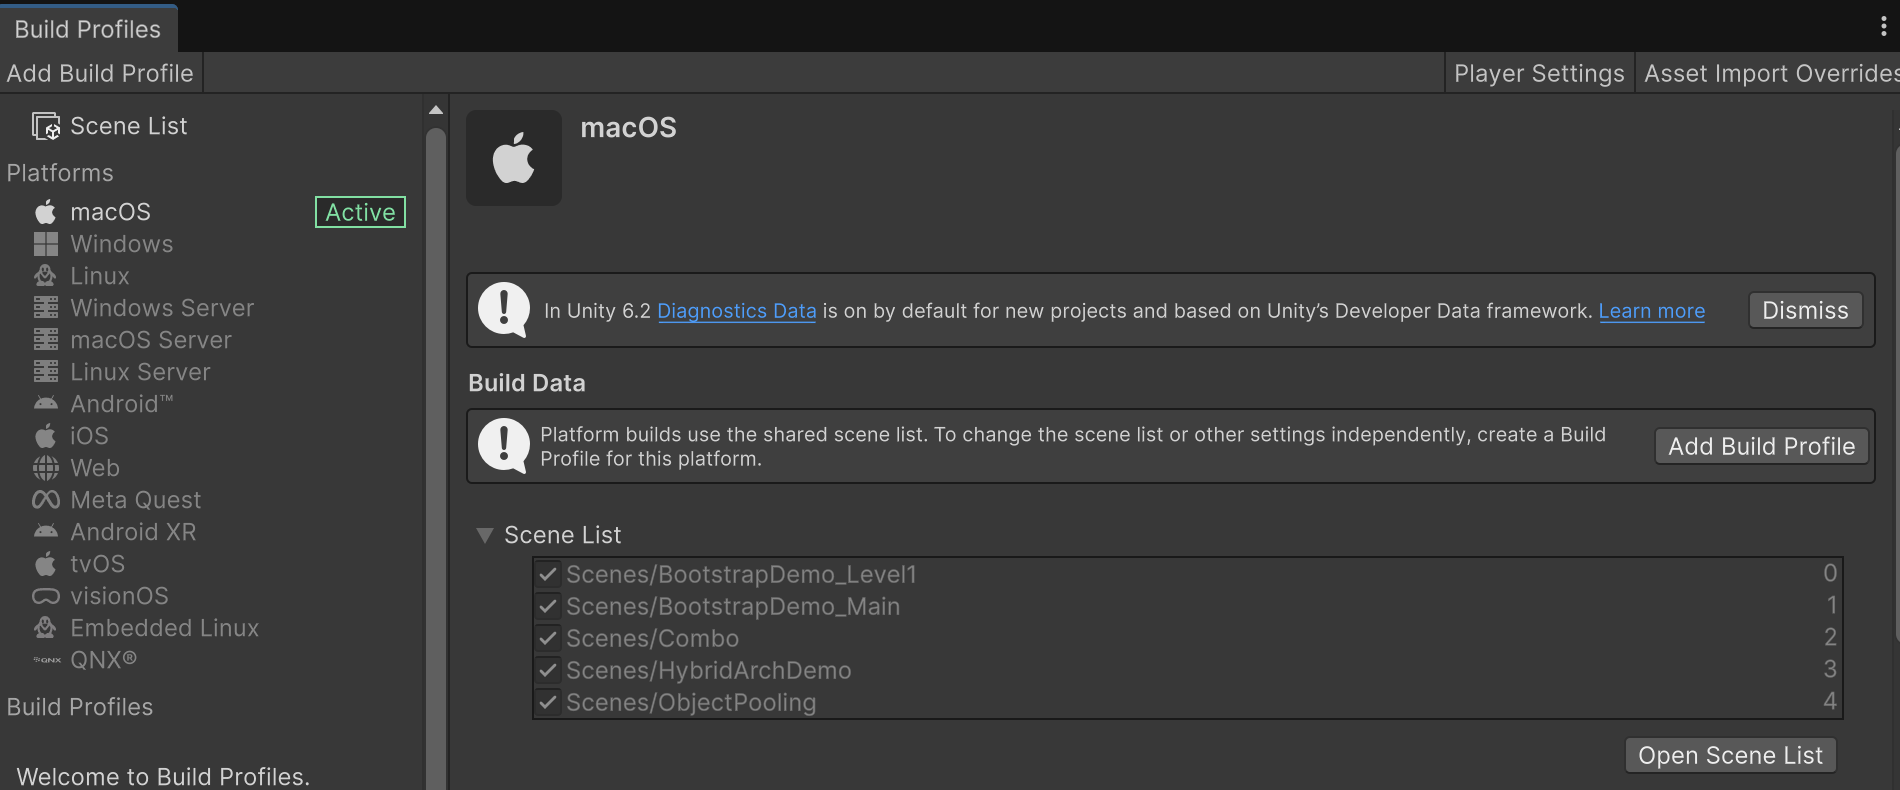 Build Profiles
Add Build Profile
Player Settings
Asset Import Overrides
Scene List
Platforms
macOS
Active
Windows
Linux
Windows Server
macOS Server
Linux Server
Android™
iOS
Web
Meta Quest
Android XR
tvOS
visionOS
Embedded Linux
QNX QNX®
Build Profiles
Welcome to Build Profiles.
macOS
In Unity 6.2 Diagnostics Data is on by default for new projects and based on Unity’s Developer Data framework. Learn more
Dismiss
Build Data
Platform builds use the shared scene list. To change the scene list or other settings independently, create a Build
Profile for this platform.
Add Build Profile
Scene List
Scenes/BootstrapDemo_Level1 0
Scenes/BootstrapDemo_Main 1
Scenes/Combo 2
Scenes/HybridArchDemo 3
Scenes/ObjectPooling 4
Open Scene List